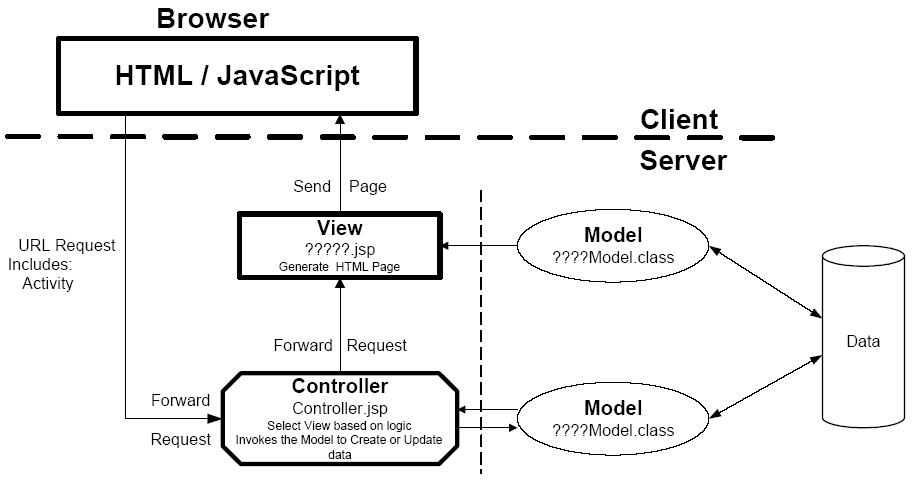 Browser
HTML / JavaScript
Client
Server
Send Page
View
?????.jsp
Generate HTML Page
Model
????Model.class
URL Request
Includes:
Activity
Data
Forward Request
Controller
Controller.jsp
Select View based on logic
Invokes the Model to Create or Update
data
Forward
Request
Model
????Model.class